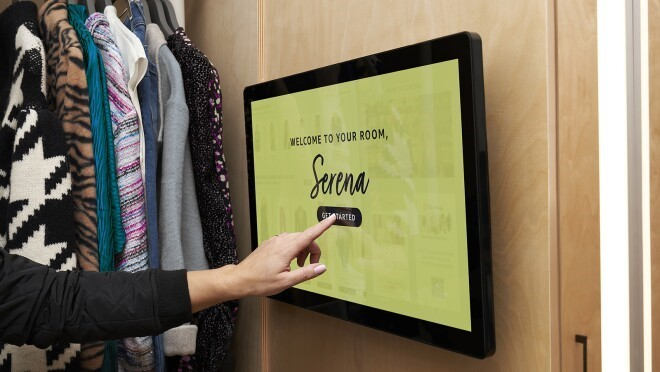 WELCOME TO YOUR ROOM,
Serena
GET STARTED